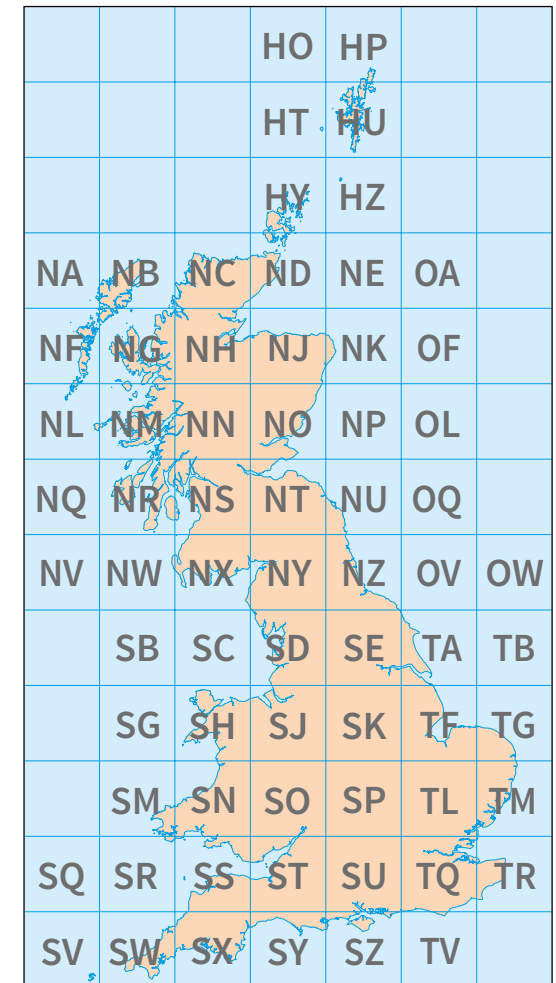 HO HP
HT HU
HY HZ
NA NB NC ND NE OA
NF NG NH NJ NK OF
NL NM NN NO NP OL
NQ NR NS NT NU OQ
NV NW NX NY NZ OV OW
SB SC SD SE TA TB
SG SH SJ SK TF TG
SM SN SO SP TL TM
SQ SR SS ST SU TQ TR
SV SW SX SY SZ TV